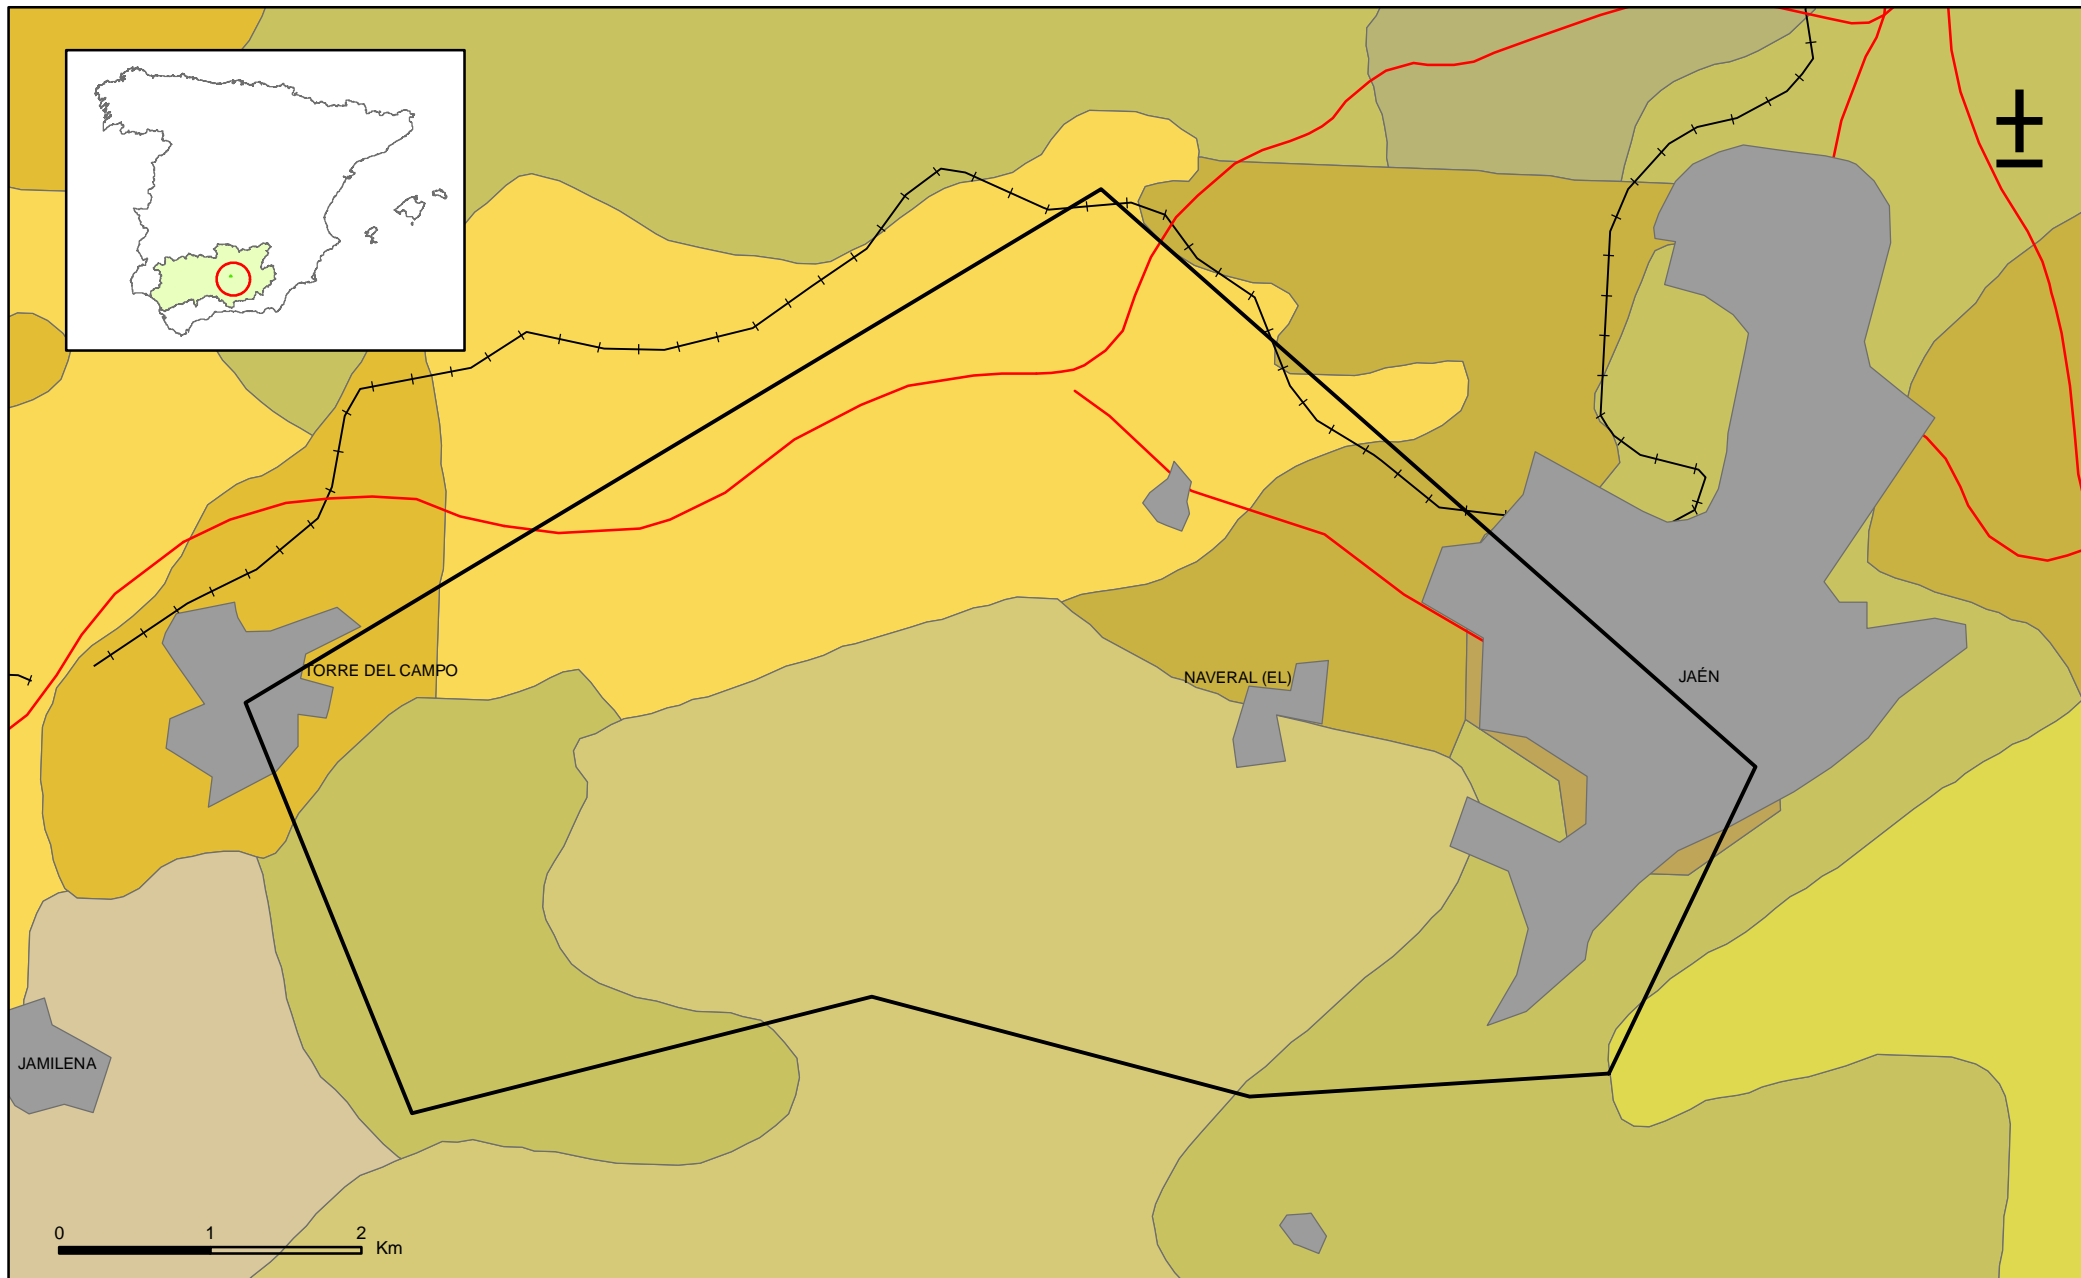 TORRE DEL CAMPO
NAVERAL (EL)
JAÉN
JAMILENA
0 1 2
Km